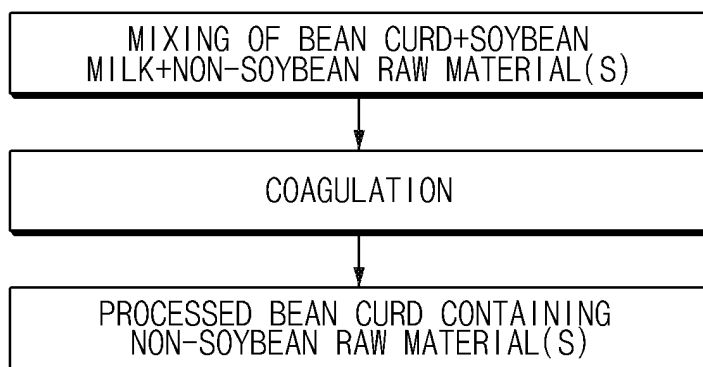 MIXING OF BEAN CURD+SOYBEAN
MILK+NON-SOYBEAN RAW MATERIAL(S)
COAGULATION
PROCESSED BEAN CURD CONTAINING
NON-SOYBEAN RAW MATERIAL(S)